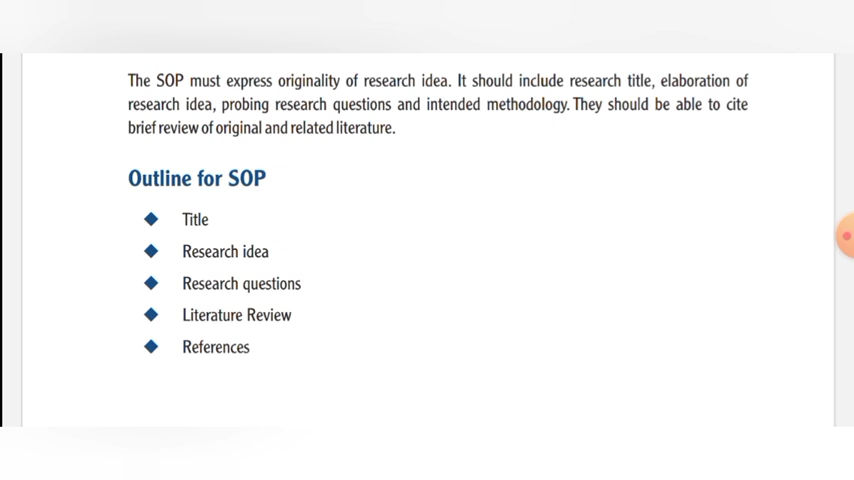 The SOP must express originality of research idea. It should include research title, elaboration of
research idea, probing research questions and intended methodology. They should be able to cite
brief review of original and related literature.
Outline for SOP
Title
Research idea
Research questions
Literature Review
References